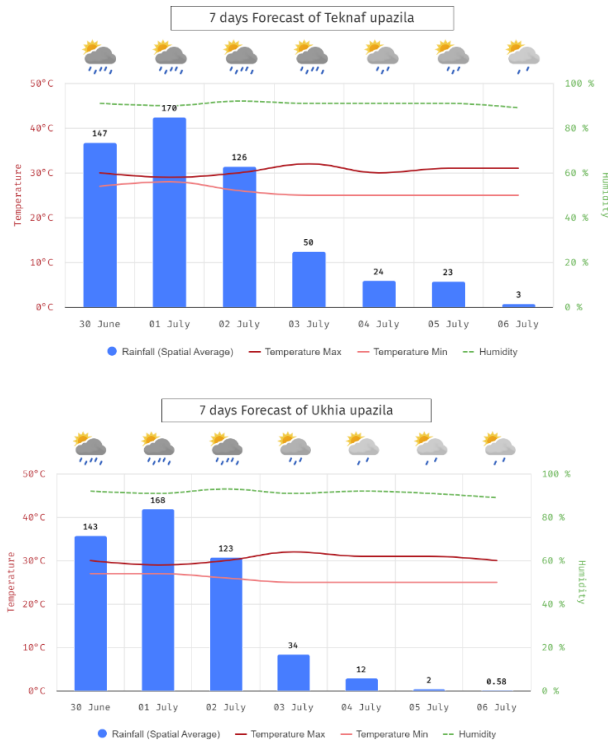 7 days Forecast of Teknaf upazila
50°C
100 %
170
147
40°C
80 %
126
30°C
60 %
Temperature
Humidity
20°C
40 %
50
10°C
20 %
24
23
3
0°C
0 %
30 June
01 July
02 July
03 July
04 July
05 July
06 July
Rainfall (Spatial Average)
Temperature Max
Temperature Min
Humidity
7 days Forecast of Ukhia upazila
50°C
100 %
168
143
40°C
80 %
123
30°C
60 %
Temperature
Humidity
20°C
40 %
34
10°C
20 %
12
2
0.58
0°C
0 %
30 June
01 July
02 July
03 July
04 July
05 July
06 July
Rainfall (Spatial Average)
Temperature Max
Temperature Min
Humidity